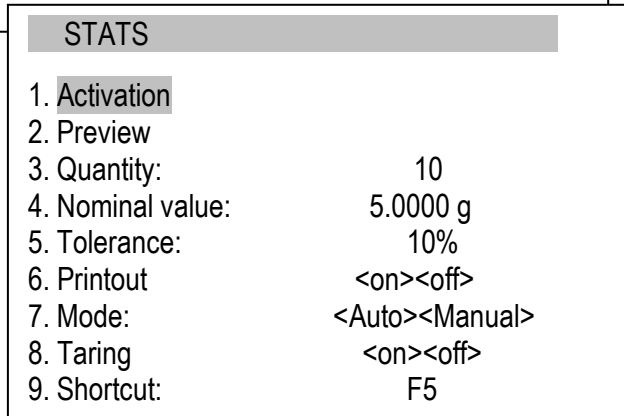 STATS
1. Activation
2. Preview
3. Quantity: 10
4. Nominal value: 5.0000 g
5. Tolerance: 10%
6. Printout <on><off>
7. Mode: <Auto><Manual>
8. Taring <on><off>
9. Shortcut: F5